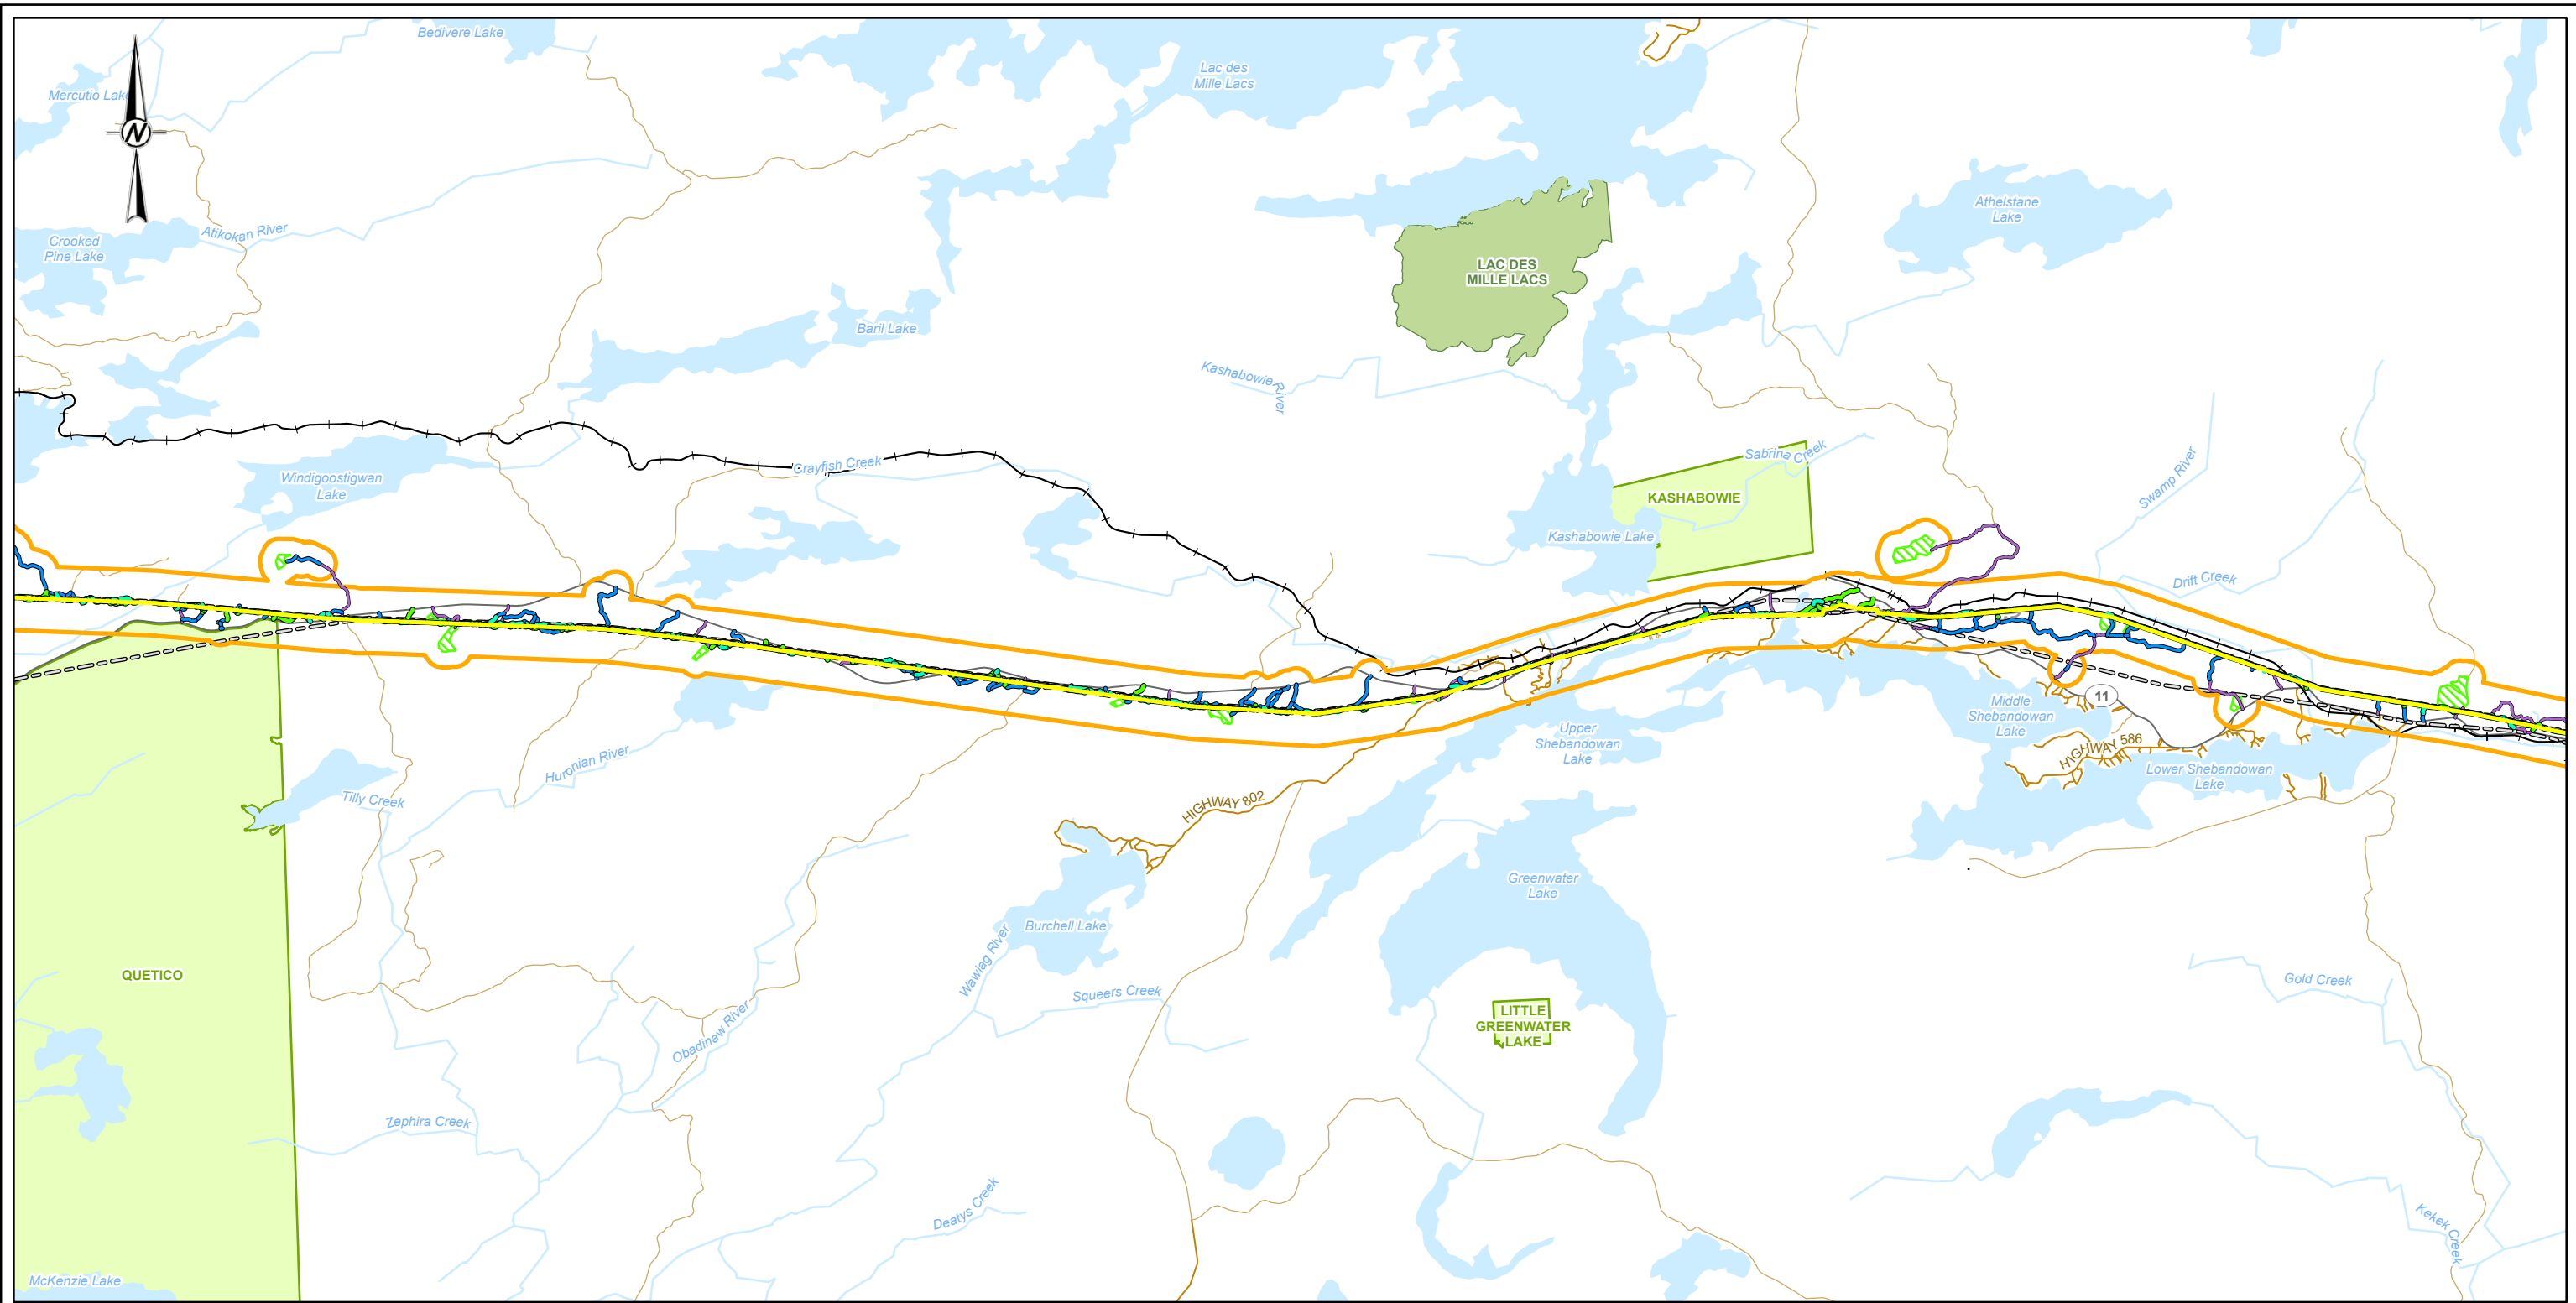 Bedivere Lake
Lac des
Mille Lacs
Mercutio Lake
N
Athelstane
Lake
Atikokan River
Crooked
Pine Lake
LAC DES
MILLE LACS
Baril Lake
Kashabowie River
Sabrina Creek
Crayfish Creek
Swamp River
Windigoostigwan
Lake
KASHABOWIE
Kashabowie Lake
Drift Creek
11
Middle
Shebandowan
Lake
Upper
Shebandowan
Lake
HIGHWAY 586
Huronian River
Lower Shebandowan
Lake
Tilly Creek
HIGHWAY 802
Greenwater
Lake
Burchell Lake
QUETICO
Wawiag River
Gold Creek
Squeers Creek
LITTLE
GREENWATER
LAKE
Obadinaw River
Zephira Creek
Deatys Creek
Kekek Creek
McKenzie Lake